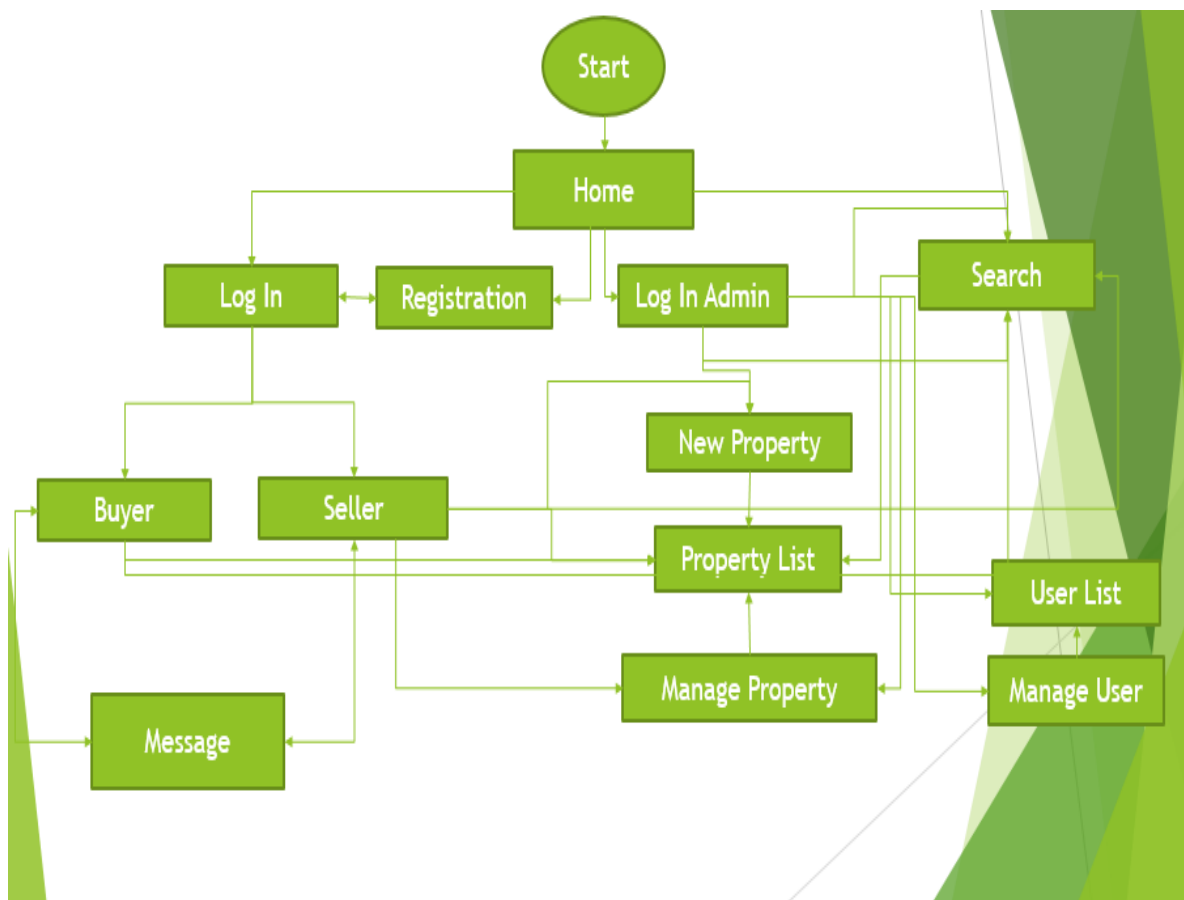 Start
Home
Log In
Registration
Log In Admin
Search
New Property
Buyer
Seller
Property List
User List
Manage Property
Manage User
Message